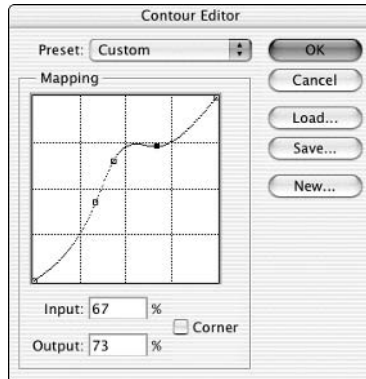 Contour Editor
Preset: Custom
OK
Cancel
Load...
Save...
New...
Mapping
Input: 67 %
Corner
Output: 73 %